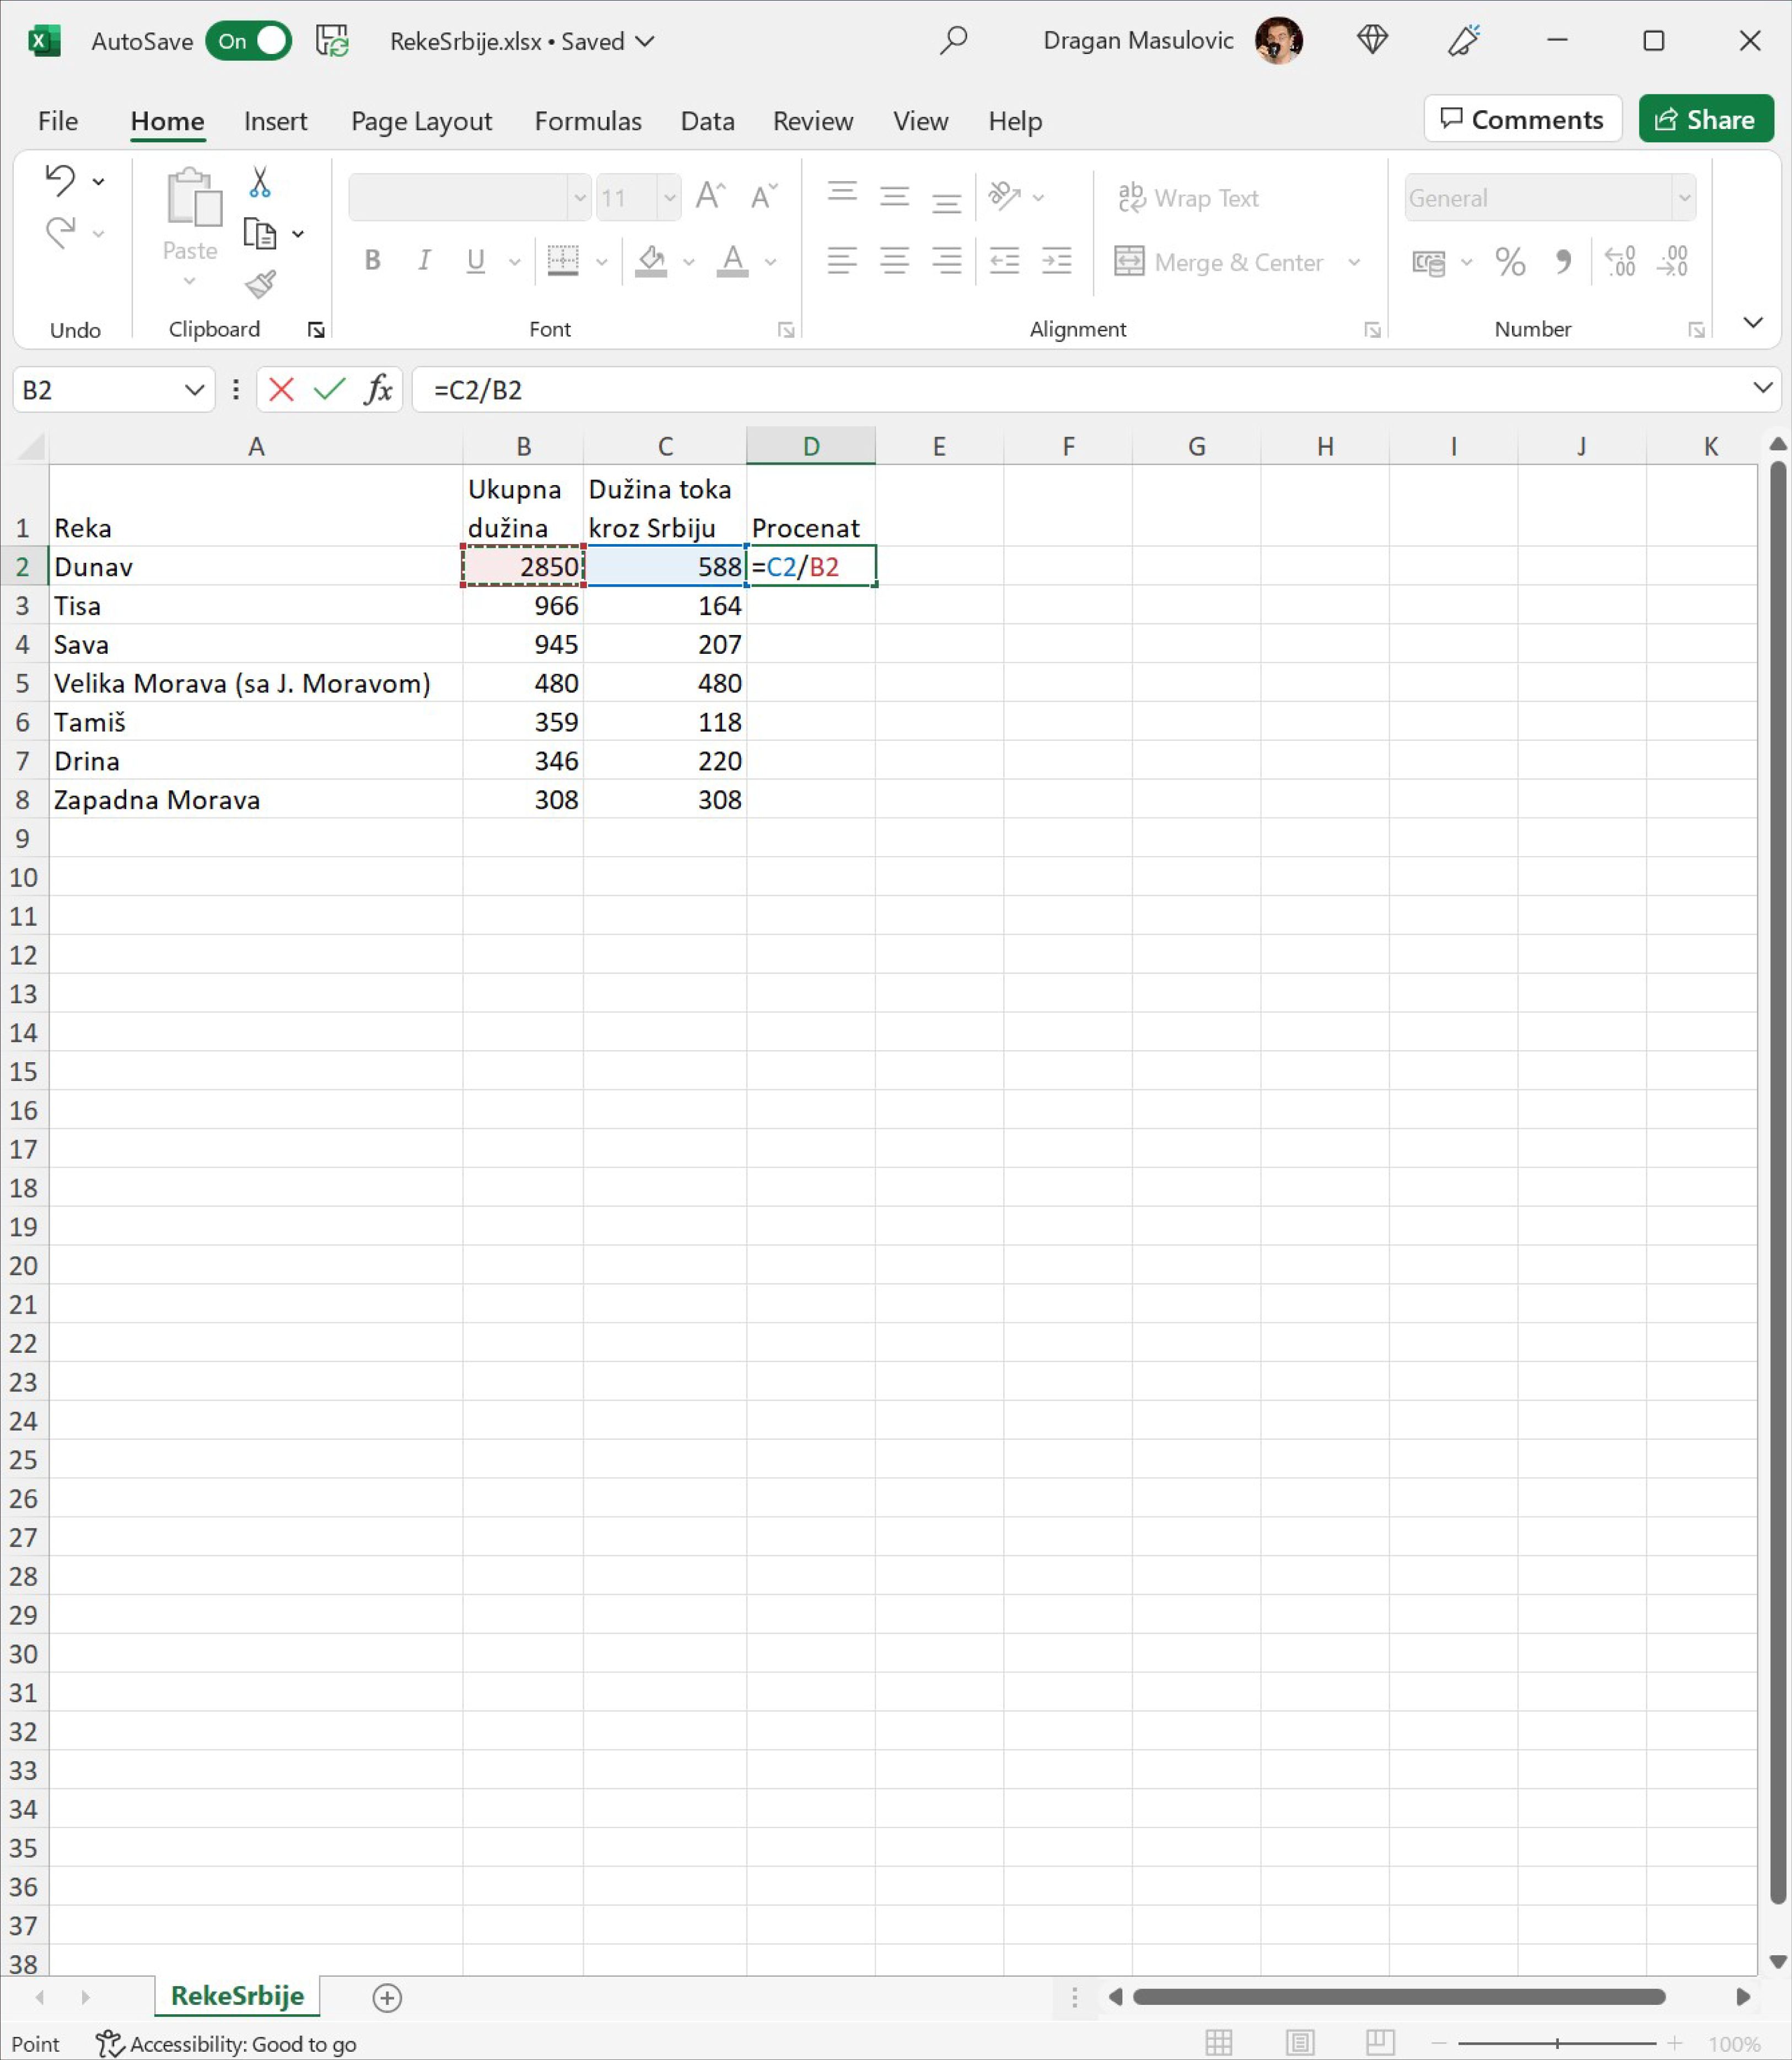 AutoSave On RekeSrbije.xlsx • Saved Dragan Masulovic
File Home Insert Page Layout Formulas Data Review View Help Comments Share
11 Wrap Text General
Paste B I U A Merge & Center % .00 .00
Undo Clipboard Font Alignment Number
B2 fx =C2/B2
A B C D E F G H I J K
Ukupna Dužina toka
1 Reka dužina kroz Srbiju Procenat
2 Dunav 2850 588 =C2/B2
3 Tisa 966 164
4 Sava 945 207
5 Velika Morava (sa J. Moravom) 480 480
6 Tamiš 359 118
7 Drina 346 220
8 Zapadna Morava 308 308
9
10
11
12
13
14
15
16
17
18
19
20
21
22
23
24
25
26
27
28
29
30
31
32
33
34
35
36
37
38
RekeSrbije
Point Accessibility: Good to go 100%